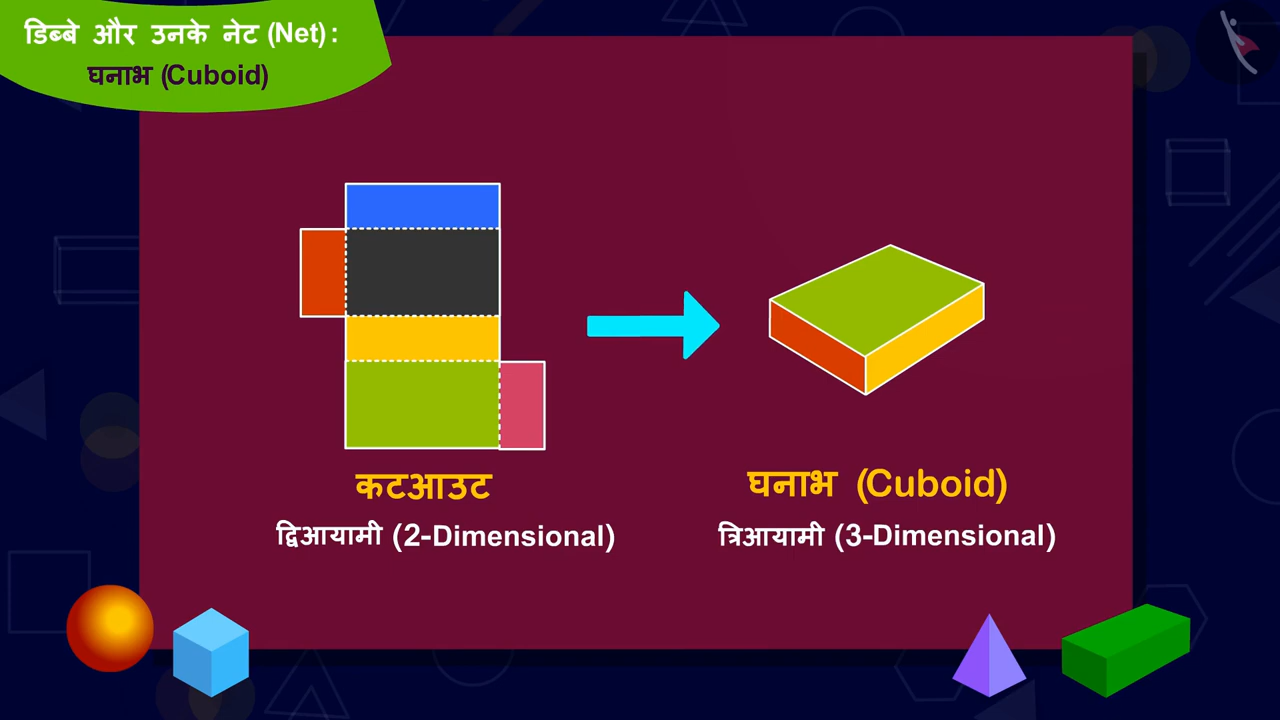 डिब्बे और उनके नेट (Net) :
घनाभ (Cuboid)
कटआउट
द्विआयामी (2-Dimensional)
घनाभ (Cuboid)
त्रिआयामी (3-Dimensional)